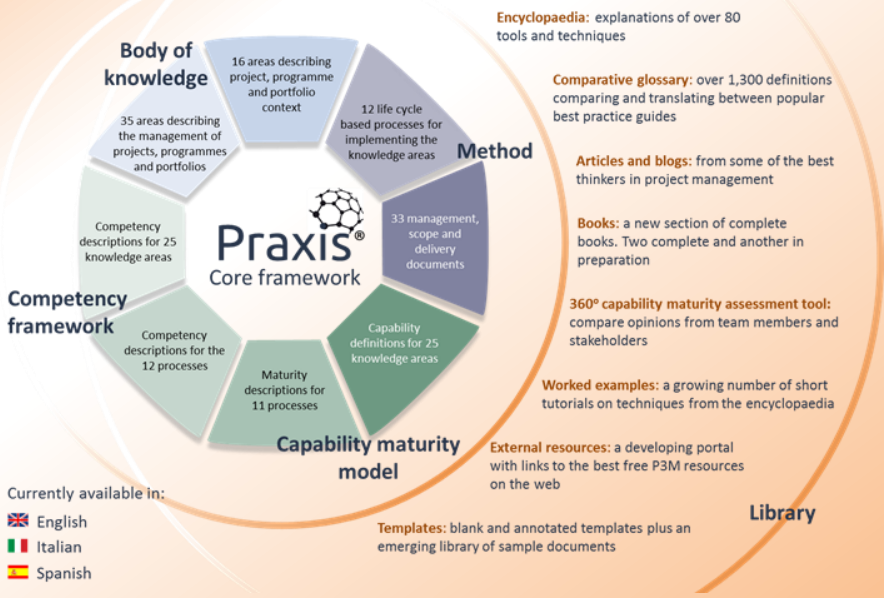 Body of
knowledge
16 areas describing
project, programme
and portfolio
context
35 areas describing
the management of
projects, programmes
and portfolios
12 life cycle
based processes for
implementing the
knowledge areas
Method
33 management,
scope and
delivery
documents
Praxis®
Core framework
Competency
descriptions for 25
knowledge areas
Competency
framework
Competency
descriptions for the
12 processes
Maturity
descriptions for
11 processes
Capability
definitions for 25
knowledge areas
Capability maturity
model
Encyclopaedia: explanations of over 80
tools and techniques
Comparative glossary: over 1,300 definitions
comparing and translating between popular
best practice guides
Articles and blogs: from some of the best
thinkers in project management
Books: a new section of complete
books. Two complete and another in
preparation
360º capability maturity assessment tool:
compare opinions from team members and
stakeholders
Worked examples: a growing number of short
tutorials on techniques from the encyclopaedia
External resources: a developing portal
with links to the best free P3M resources
on the web
Library
Templates: blank and annotated templates plus an
emerging library of sample documents
Currently available in:
English
Italian
Spanish